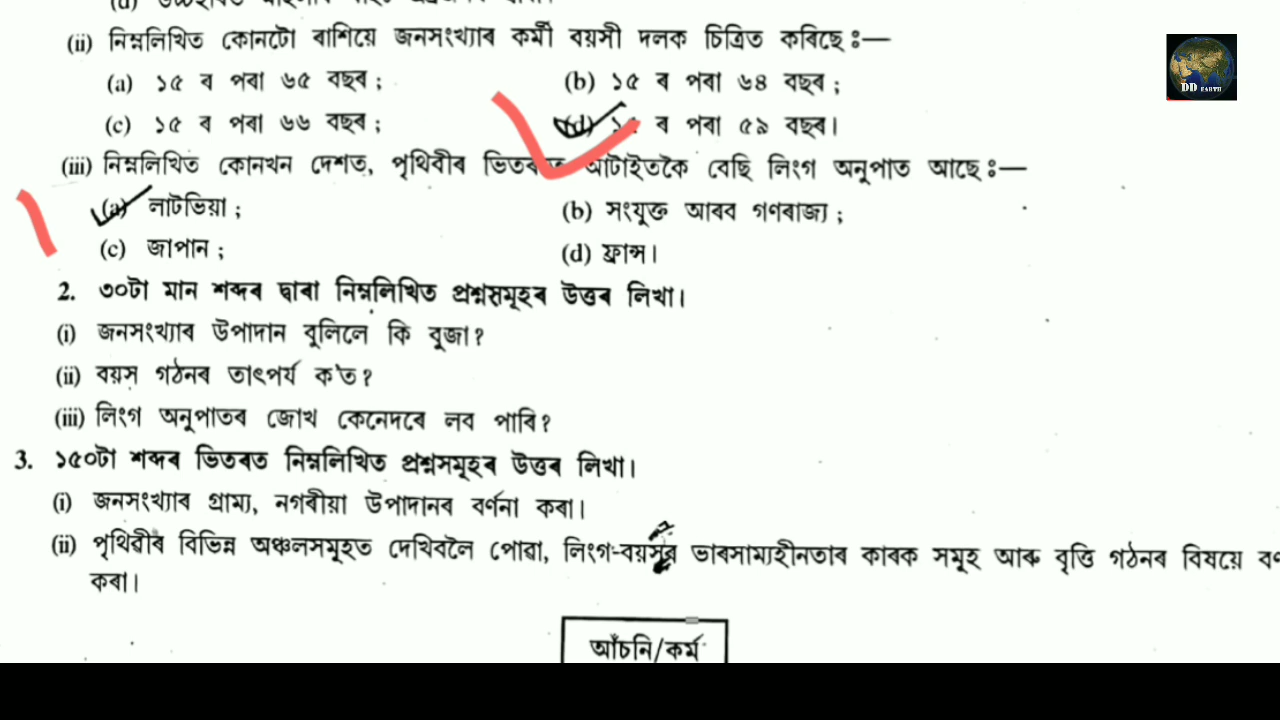 (ii) নিম্নলিখিত কোনটো ৰাশিয়ে জনসংখ্যাৰ কৰ্মী বয়সী দলক চিত্ৰিত কৰিছে ঃ—
(a) ১৫ ৰ পৰা ৬৫ বছৰ ;
(b) ১৫ ৰ পৰা ৬৪ বছৰ ;
(c) ১৫ ৰ পৰা ৬৬ বছৰ ;
(d) ১৫ ৰ পৰা ৫৯ বছৰ।
(iii) নিম্নলিখিত কোনখন দেশত, পৃথিবীৰ ভিতৰত আটাইতকৈ বেছি লিংগ অনুপাত আছে ঃ—
(a) লাটভিয়া ;
(b) সংযুক্ত আৰব গণৰাজ্য ;
(c) জাপান ;
(d) ফ্ৰান্স।
2. ৩০টা মান শব্দৰ দ্বাৰা নিম্নলিখিত প্ৰশ্নসমূহৰ উত্তৰ লিখা।
(i) জনসংখ্যাৰ উপাদান বুলিলে কি বুজা?
(ii) বয়স গঠনৰ তাৎপৰ্য ক'ত?
(iii) লিংগ অনুপাতৰ জোখ কেনেদৰে লব পাৰি?
3. ১৫০টা শব্দৰ ভিতৰত নিম্নলিখিত প্ৰশ্নসমূহৰ উত্তৰ লিখা।
(i) জনসংখ্যাৰ গ্ৰাম্য, নগৰীয়া উপাদানৰ বৰ্ণনা কৰা।
(ii) পৃথিৱীৰ বিভিন্ন অঞ্চলসমূহত দেখিবলৈ পোৱা, লিংগ-বয়সৰ ভাৰসাম্যহীনতাৰ কাৰক সমূহ আৰু বৃত্তি গঠনৰ বিষয়ে
কৰা।
আঁচনি/কৰ্ম
DD EARTH